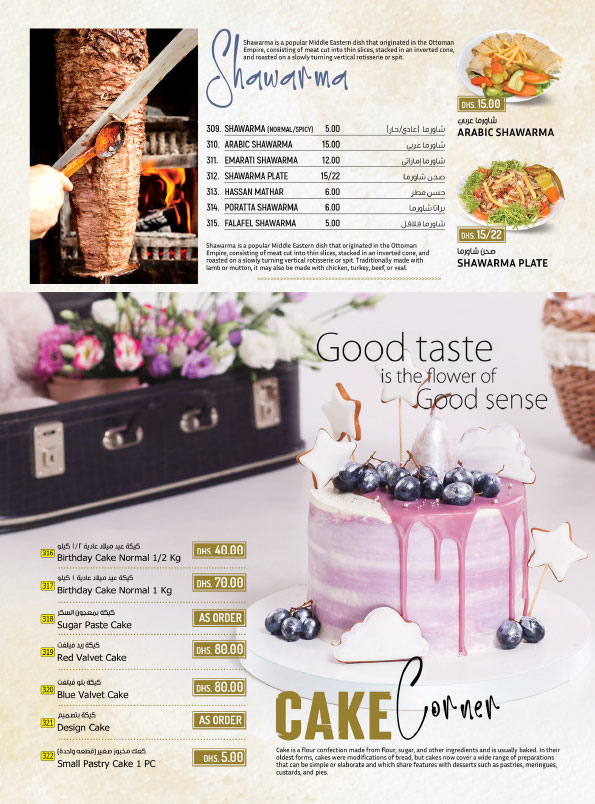 Shawarma is a popular Middle Eastern dish that originated in the Ottoman
Empire, consisting of meat cut into thin slices, stacked in an inverted cone,
and roasted on a slowly turning vertical rotisserie or spit.
Shawarma
309. SHAWARMA (NORMAL/SPICY) 5.00 شاورما (عادي/حار)
310. ARABIC SHAWARMA 15.00 شاورما عربي
311. EMARATI SHAWARMA 12.00 شاورما إماراتي
312. SHAWARMA PLATE 15/22 صحن شاورما
313. HASSAN MATHAR 6.00 حسن مطر
314. PORATTA SHAWARMA 6.00 براتا شاورما
315. FALAFEL SHAWARMA 5.00 شاورما فلافل
Shawarma is a popular Middle Eastern dish that originated in the Ottoman
Empire, consisting of meat cut into thin slices, stacked in an inverted cone, and
roasted on a slowly turning vertical rotisserie or spit. Traditionally made with
lamb or mutton, it may also be made with chicken, turkey, beef, or veal.
DHS. 15.00
شاورما عربي
ARABIC SHAWARMA
DHS. 15/22
صحن شاورما
SHAWARMA PLATE
Good taste
is the flower of
Good sense
كيكة عيد ميلاد عادية ١/٢ كيلو
316 Birthday Cake Normal 1/2 Kg DHS. 40.00
كيكة عيد ميلاد عادية ١ كيلو
317 Birthday Cake Normal 1 Kg DHS. 70.00
كيكة بمعجون السكر
318 Sugar Paste Cake AS ORDER
كيكة ريد فيلفت
319 Red Valvet Cake DHS. 80.00
كيكة بلو فيلفت
320 Blue Valvet Cake DHS. 80.00
كيكة بتصميم
321 Design Cake AS ORDER
كعك مخبوز صغير (قطعه واحدة)
322 Small Pastry Cake 1 PC DHS. 5.00
CAKE Corner
Cake is a flour confection made from flour, sugar, and other ingredients and is usually baked. In their
oldest forms, cakes were modifications of bread, but cakes now cover a wide range of preparations
that can be simple or elaborate and which share features with desserts such as pastries, meringues,
custards, and pies.